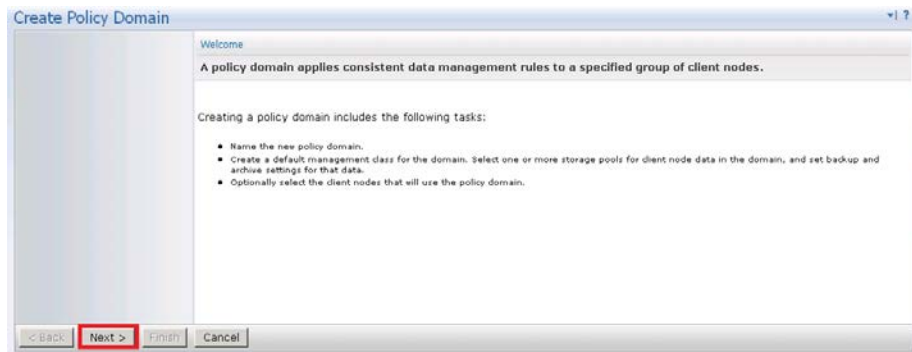 Create Policy Domain
?
Welcome
A policy domain applies consistent data management rules to a specified group of client nodes.
Creating a policy domain includes the following tasks:
Name the new policy domain.
Create a default management class for the domain. Select one or more storage pools for client node data in the domain, and set backup and
archive settings for that data.
Optionally select the client nodes that will use the policy domain.
< Back Next > Finish Cancel